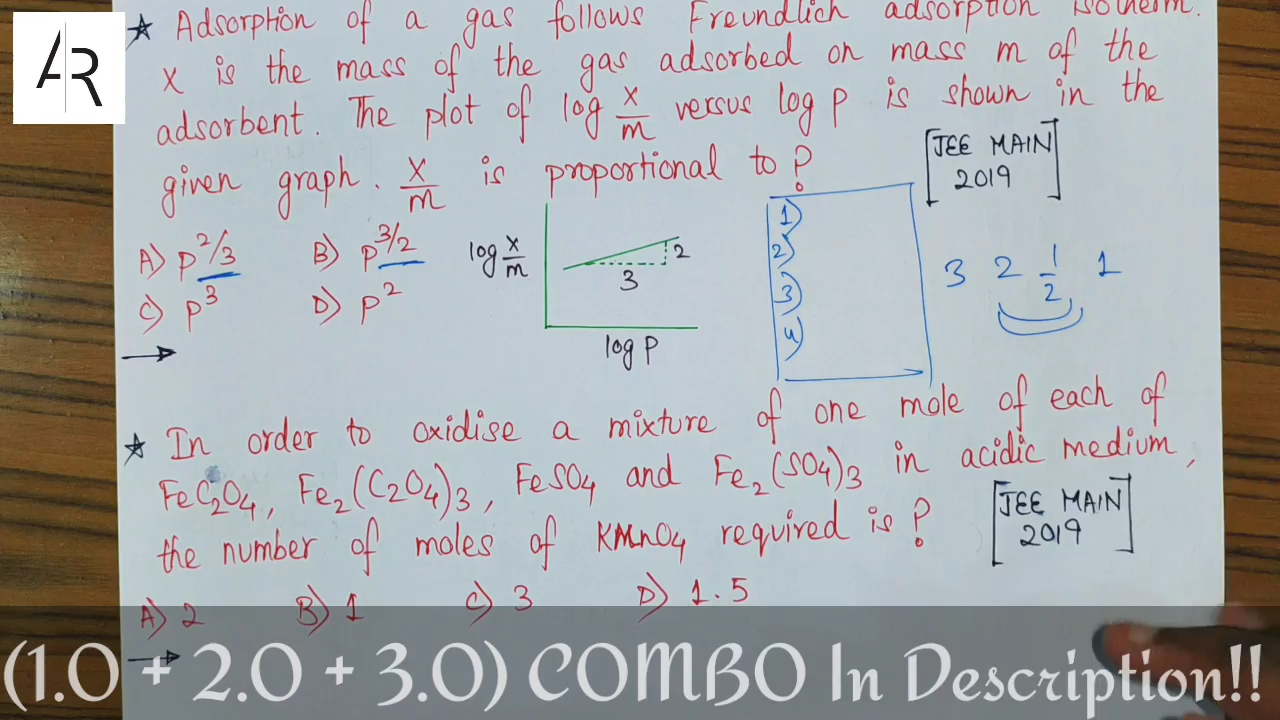 AR
★ Adsorption of a gas follows Freundlich adsorption isotherm.
x is the mass of the gas adsorbed on mass m of the
adsorbent. The plot of log x/m versus log P is shown in the
given graph. x/m is proportional to ?
[JEE MAIN
2019]
A) P^2/3 B) P^3/2
C) P^3 D) P^2
log x/m
2
3
log P
1)
2)
3)
4)
3 2 1/2 1
★ In order to oxidise a mixture of one mole of each of
FeC₂O₄, Fe₂(C₂O₄)₃, FeSO₄ and Fe₂(SO₄)₃ in acidic medium,
the number of moles of KMnO₄ required is ?
[JEE MAIN
2019]
A) 2 B) 1 C) 3 D) 1.5
(1.0 + 2.0 + 3.0) COMBO In Description!!